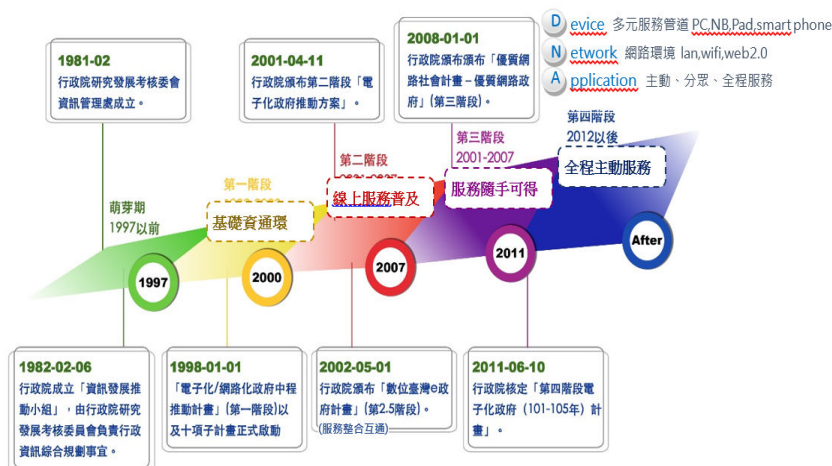 Device 多元服務管道 PC,NB,Pad,smart phone
Network 網路環境 lan,wifi,web2.0
Application 主動、分眾、全程服務
1981-02
行政院研究發展考核委會
資訊管理處成立。
2001-04-11
行政院頒布第二階段「電
子化政府推動方案」。
2008-01-01
行政院頒布頒布「優質網
路社會計畫－優質網路政
府」(第三階段)。
萌芽期
1997以前
第一階段
基礎資通環
第二階段
線上服務普及
第三階段
2001-2007
服務隨手可得
第四階段
2012以後
全程主動服務
1997
2000
2007
2011
After
1982-02-06
行政院成立「資訊發展推
動小組」，由行政院研究
發展考核委員會負責行政
資訊綜合規劃事宜。
1998-01-01
「電子化/網路化政府中程
推動計畫」(第一階段)以
及十項子計畫正式啟動
2002-05-01
行政院頒布「數位臺灣e政
府計畫」(第2.5階段)。
(服務整合互通)
2011-06-10
行政院核定「第四階段電
子化政府（101-105年）計
畫」。